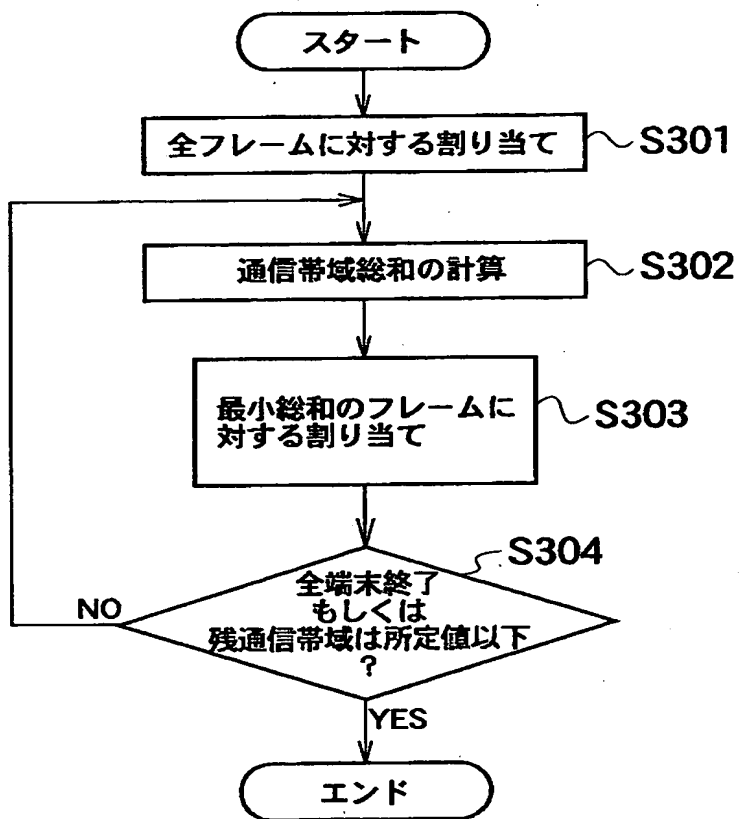 スタート
全フレームに対する割り当て
S301
通信帯域総和の計算
S302
最小総和のフレームに
対する割り当て
S303
S304
全端末終了
もしくは
残通信帯域は所定値以下
?
NO
YES
エンド